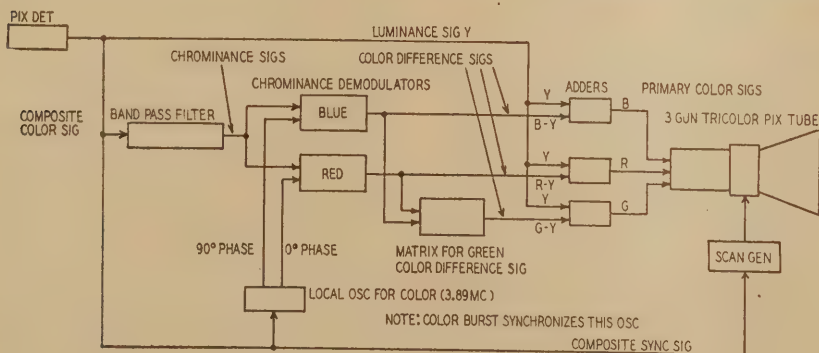 PIX DET
LUMINANCE SIG Y
CHROMINANCE SIGS
COLOR DIFFERENCE SIGS
CHROMINANCE DEMODULATORS
ADDERS
PRIMARY COLOR SIGS
3 GUN TRICOLOR PIX TUBE
COMPOSITE
COLOR SIG
BAND PASS FILTER
BLUE
Y
B-Y
B
RED
Y
R-Y
R
Y
G-Y
G
90° PHASE
0° PHASE
MATRIX FOR GREEN
COLOR DIFFERENCE SIG
SCAN GEN
LOCAL OSC FOR COLOR (3.89MC)
NOTE: COLOR BURST SYNCHRONIZES THIS OSC
COMPOSITE SYNC SIG